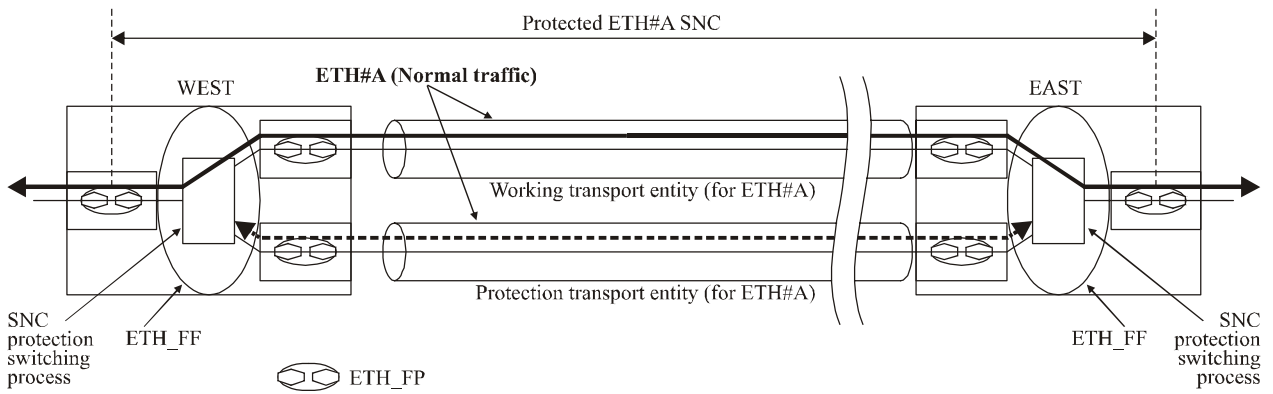 Protected ETH#A SNC
ETH#A (Normal traffic)
WEST
EAST
Working transport entity (for ETH#A)
Protection transport entity (for ETH#A)
SNC
protection
switching
process
ETH_FF
ETH_FF
SNC
protection
switching
process
ETH_FP